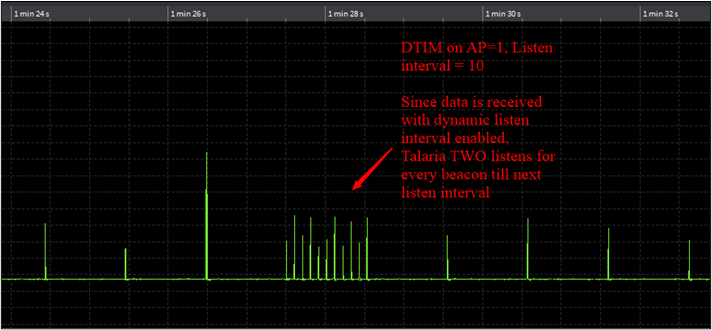 1 min 24 s 1 min 26 s 1 min 28 s 1 min 30 s 1 min 32 s
DTIM on AP=1, Listen
interval = 10
Since data is received
with dynamic listen
interval enabled,
Talaria TWO listens for
every beacon till next
listen interval